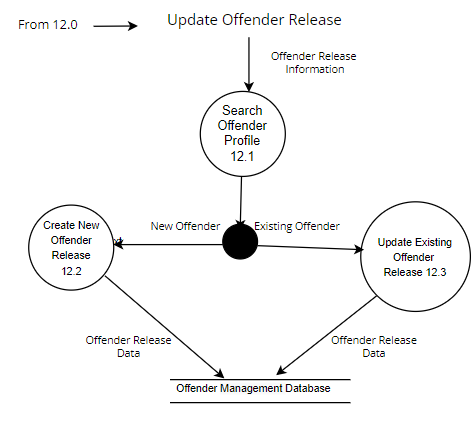 From 12.0
Update Offender Release
Offender Release
Information
Search
Offender
Profile
12.1
New Offender
Existing Offender
Create New
Offender
Release
12.2
Update Existing
Offender
Release 12.3
Offender Release
Data
Offender Release
Data
Offender Management Database